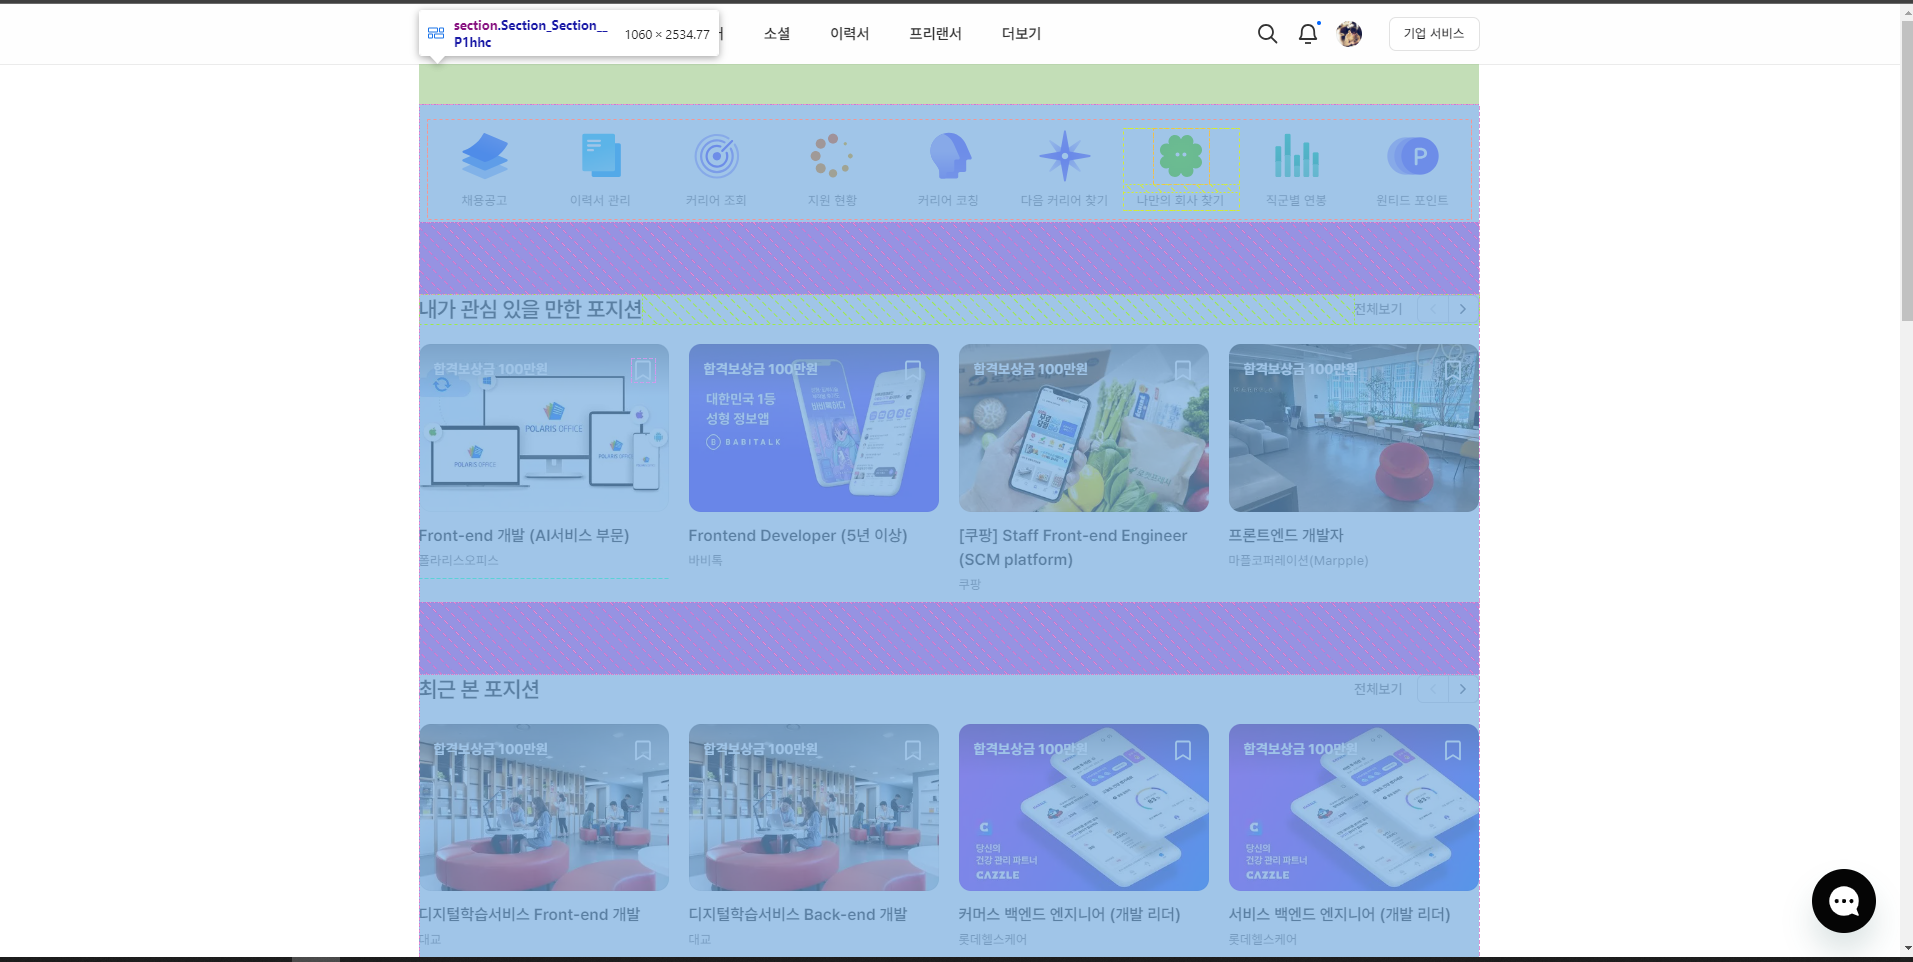 section.Section_Section__
P1hhc
1060 × 2534.77
소셜
이력서
프리랜서
더보기
기업 서비스
채용공고
이력서 관리
커리어 조회
지원 현황
커리어 코칭
다음 커리어 찾기
나만의 회사 찾기
직군별 연봉
P
원티드 포인트
내가 관심 있을 만한 포지션
전체보기
합격보상금 100만원
POLARIS OFFICE
POLARIS OFFICE
POLARIS OFFICE
합격보상금 100만원
대한민국 1등
성형 정보앱
BABITALK
합격보상금 100만원
합격보상금 100만원
Front-end 개발 (AI서비스 부문)
폴라리스오피스
Frontend Developer (5년 이상)
바비톡
[쿠팡] Staff Front-end Engineer
(SCM platform)
쿠팡
프론트엔드 개발자
마플코퍼레이션(Marpple)
최근 본 포지션
전체보기
합격보상금 100만원
합격보상금 100만원
합격보상금 100만원
당신의
건강 관리 파트너
CAZZLE
합격보상금 100만원
당신의
건강 관리 파트너
CAZZLE
디지털학습서비스 Front-end 개발
대교
디지털학습서비스 Back-end 개발
대교
커머스 백엔드 엔지니어 (개발 리더)
롯데헬스케어
서비스 백엔드 엔지니어 (개발 리더)
롯데헬스케어